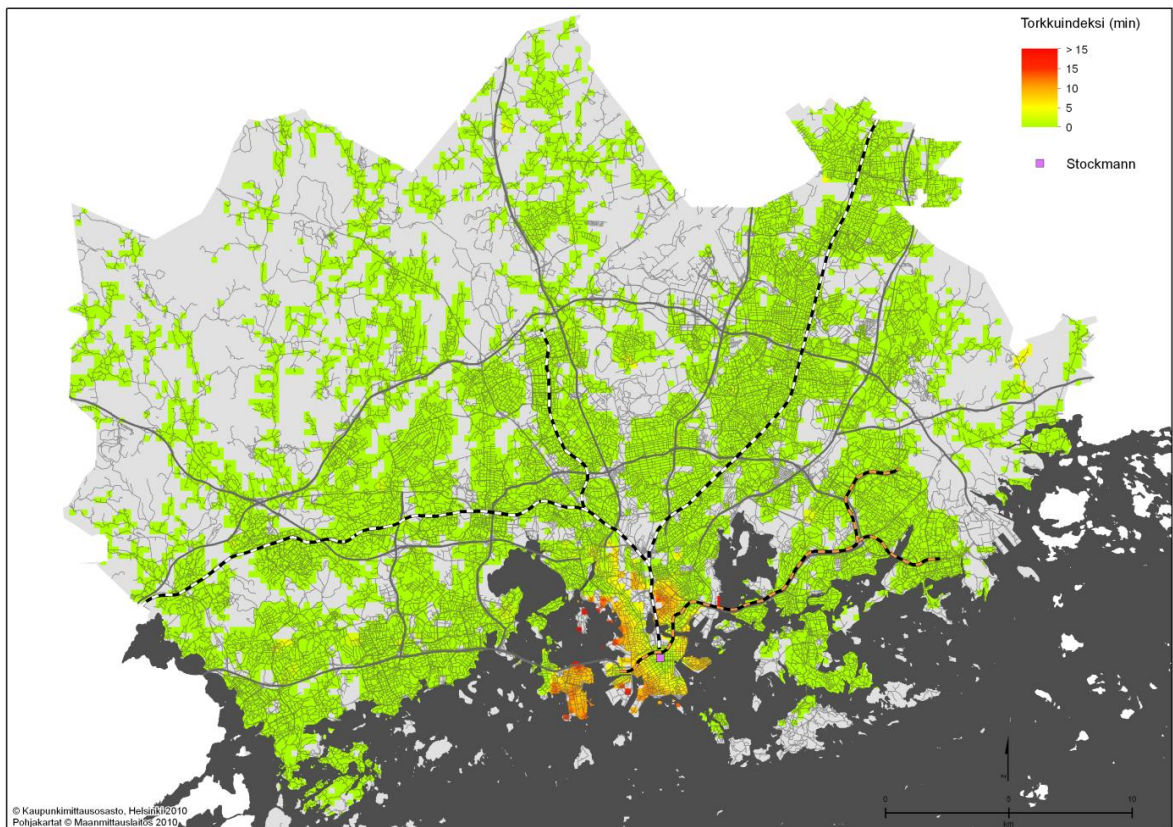 Torkkuindeksi (min)
> 15
15
10
5
0
Stockmann
N
0 5 10
km
© Kaupunkimittausosasto, Helsinki 2010
Pohjakartat © Maanmittauslaitos 2010